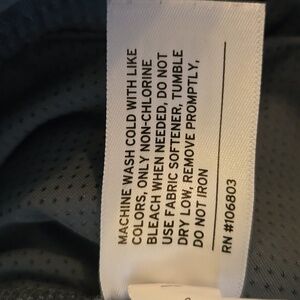 MACHINE WASH COLD WITH LIKE
COLORS, ONLY NON-CHLORINE
BLEACH WHEN NEEDED, DO NOT
USE FABRIC SOFTENER, TUMBLE
DRY LOW, REMOVE PROMPTLY,
DO NOT IRON
RN #106803